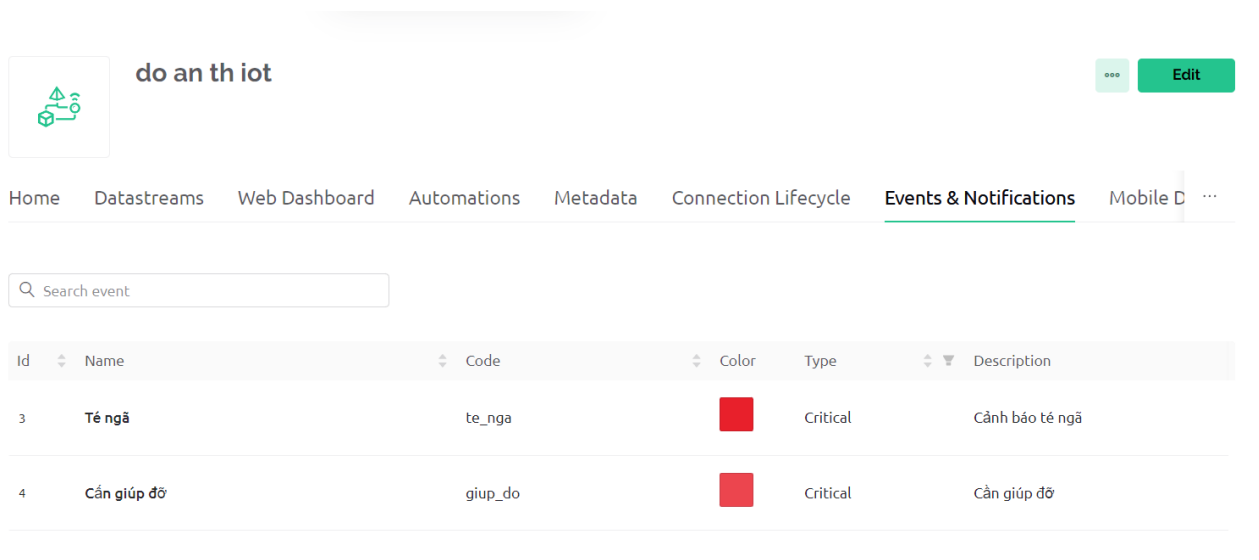 do an th iot
Edit
Home Datastreams Web Dashboard Automations Metadata Connection Lifecycle Events & Notifications Mobile D
Search event
Id Name Code Color Type Description
3 Té ngã te_nga Critical Cảnh báo té ngã
4 Cần giúp đỡ giup_do Critical Cần giúp đỡ